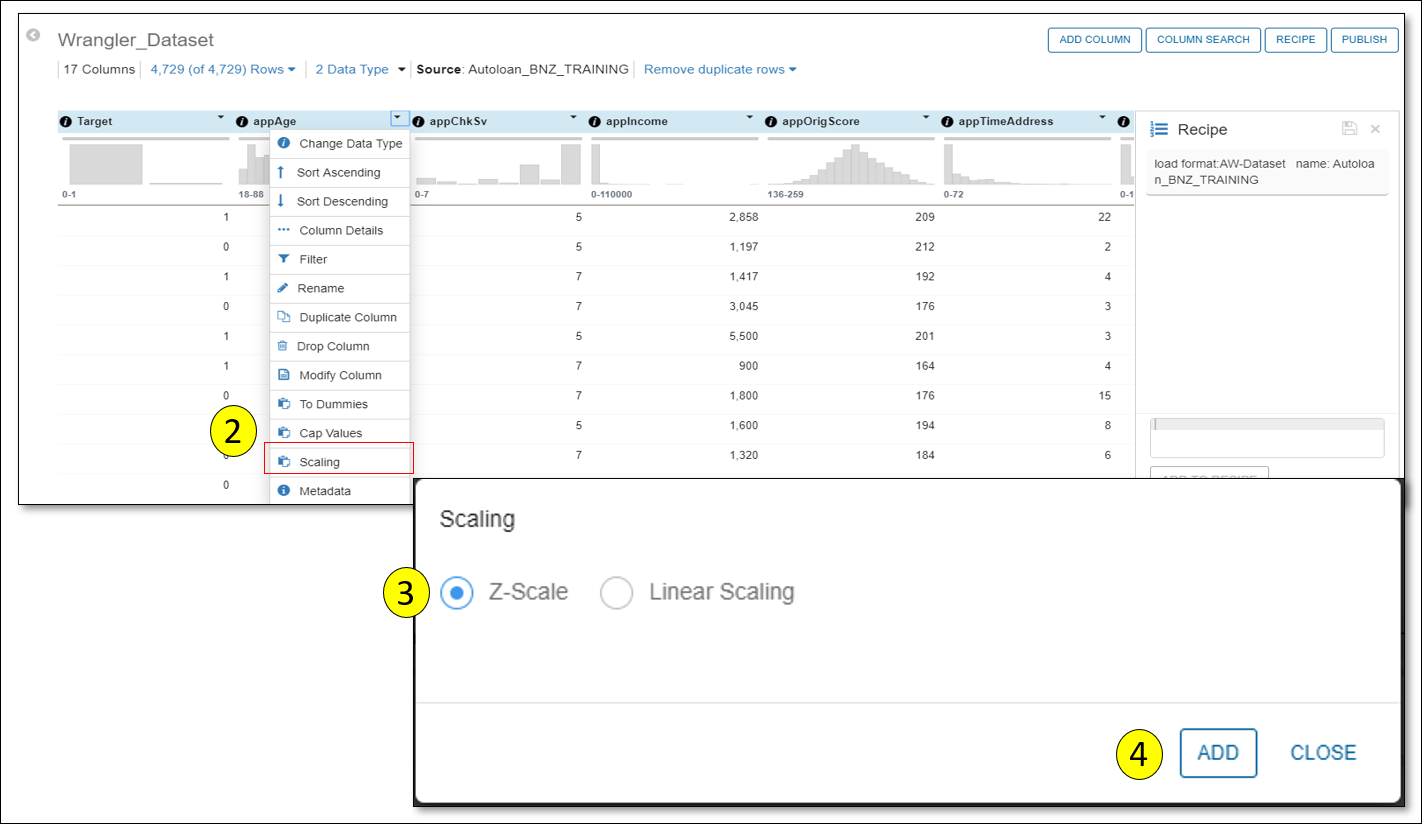 Wrangler_Dataset
ADD COLUMN COLUMN SEARCH RECIPE PUBLISH
17 Columns 4,729 (of 4,729) Rows 2 Data Type Source: Autoloan_BNZ_TRAINING Remove duplicate rows
Target appAge appChkSv appIncome appOrigScore appTimeAddress
0-1 18-88 0-7 0-110000 136-259 0-72 0-1
1 5 2,858 209 22
0 5 1,197 212 2
1 7 1,417 192 4
0 7 3,045 176 3
1 5 5,500 201 3
1 7 900 164 4
0 7 1,800 176 15
5 1,600 194 8
7 1,320 184 6
0
Change Data Type
Sort Ascending
Sort Descending
Column Details
Filter
Rename
Duplicate Column
Drop Column
Modify Column
To Dummies
Cap Values
2
Scaling
Metadata
Recipe
load format:AW-Dataset name: Autoloa
n_BNZ_TRAINING
ADD TO RECIPE
Scaling
3 Z-Scale Linear Scaling
4 ADD CLOSE